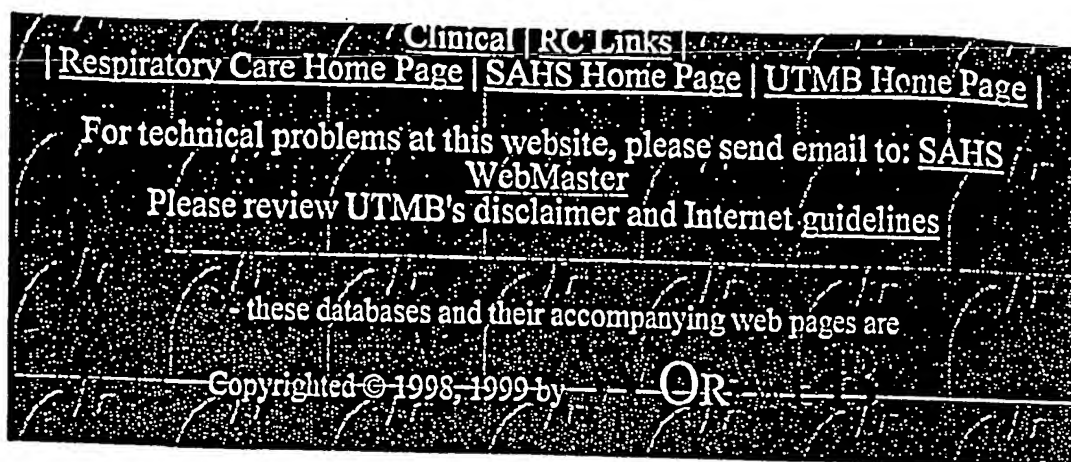 Clinical | RC Links |
| Respiratory Care Home Page | SAHS Home Page | UTMB Home Page |
For technical problems at this website, please send email to: SAHS
WebMaster
Please review UTMB's disclaimer and Internet guidelines
- these databases and their accompanying web pages are
Copyrighted © 1998, 1999 by OR